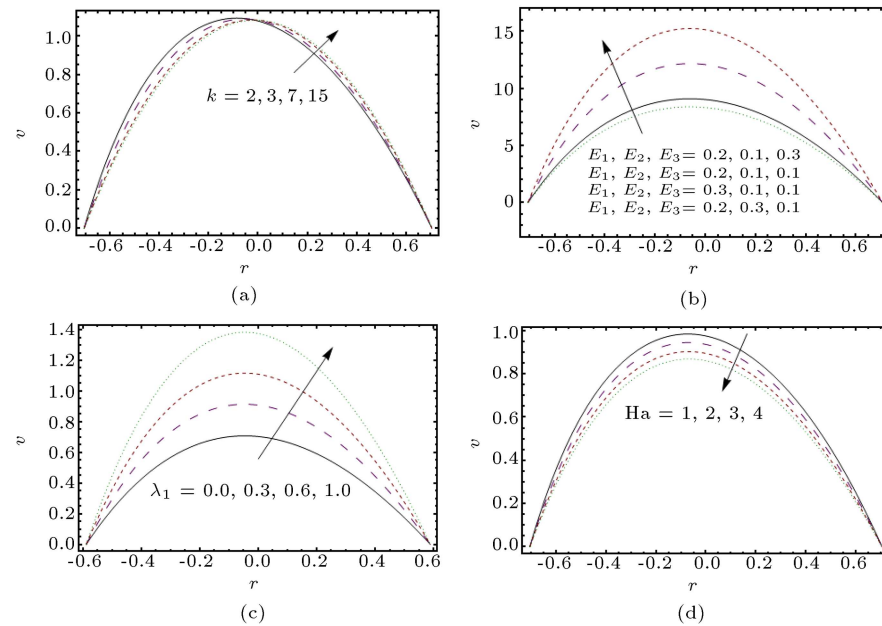 1.0
0.8
0.6
0.4
0.2
0.0
v
k = 2, 3, 7, 15
-0.6 -0.4 -0.2 0.0 0.2 0.4 0.6
r
(a)
15
10
5
0
v
E₁, E₂, E₃= 0.2, 0.1, 0.3
E₁, E₂, E₃= 0.2, 0.1, 0.1
E₁, E₂, E₃= 0.3, 0.1, 0.1
E₁, E₂, E₃= 0.2, 0.3, 0.1
-0.6 -0.4 -0.2 0.0 0.2 0.4 0.6
r
(b)
1.4
1.2
1.0
0.8
0.6
0.4
0.2
0.0
v
λ₁ = 0.0, 0.3, 0.6, 1.0
-0.6 -0.4 -0.2 0.0 0.2 0.4 0.6
r
(c)
1.0
0.8
0.6
0.4
0.2
0.0
v
Ha = 1, 2, 3, 4
-0.6 -0.4 -0.2 0.0 0.2 0.4 0.6
r
(d)